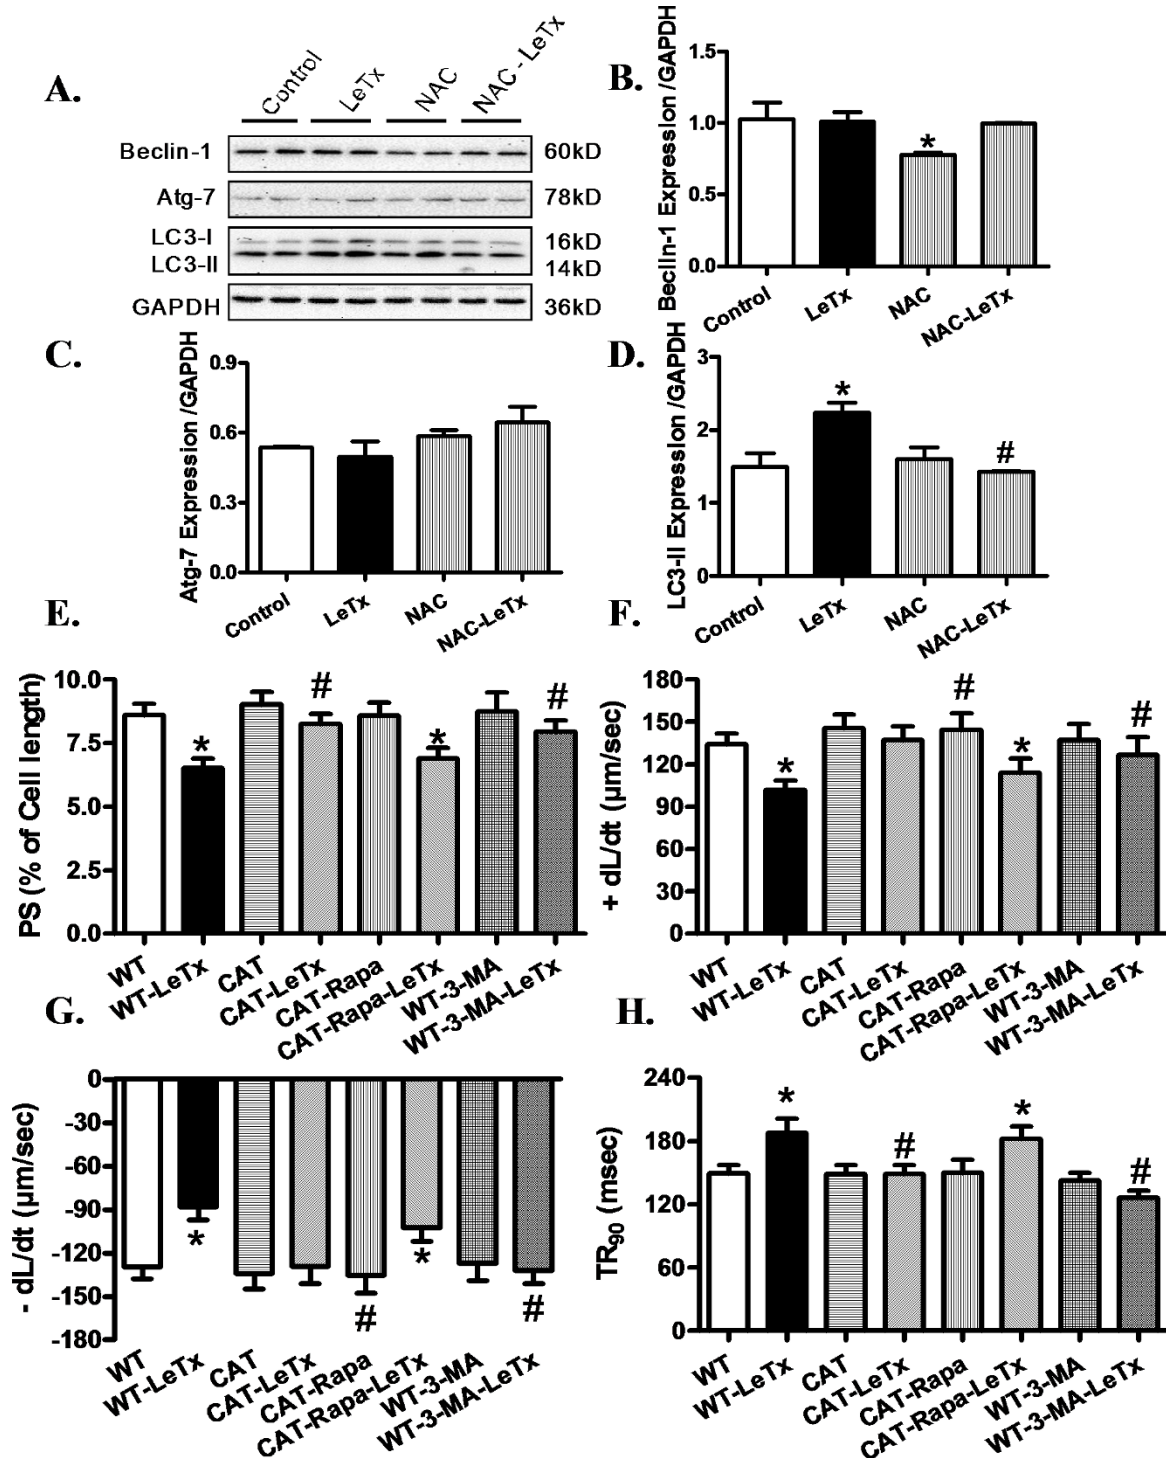 A.
Control
LeTx
NAC
NAC - LeTx
Beclin-1
60kD
Atg-7
78kD
LC3-I
16kD
LC3-II
14kD
GAPDH
36kD
B.
Beclin-1 Expression /GAPDH
1.5
1.0
0.5
0.0
*
Control
LeTx
NAC
NAC-LeTx
C.
Atg-7 Expression /GAPDH
0.9
0.6
0.3
0.0
Control
LeTx
NAC
NAC-LeTx
D.
LC3-II Expression /GAPDH
3
2
1
0
*
#
Control
LeTx
NAC
NAC-LeTx
E.
PS (% of Cell length)
10.0
7.5
5.0
2.5
0.0
*
#
*
#
WT
WT-LeTx
CAT
CAT-LeTx
CAT-Rapa
CAT-Rapa-LeTx
WT-3-MA
WT-3-MA-LeTx
F.
+ dL/dt (µm/sec)
180
150
120
90
60
30
0
*
#
*
#
WT
WT-LeTx
CAT
CAT-LeTx
CAT-Rapa
CAT-Rapa-LeTx
WT-3-MA
WT-3-MA-LeTx
G.
- dL/dt (µm/sec)
0
-30
-60
-90
-120
-150
-180
*
#
*
#
WT
WT-LeTx
CAT
CAT-LeTx
CAT-Rapa
CAT-Rapa-LeTx
WT-3-MA
WT-3-MA-LeTx
H.
TR90 (msec)
240
180
120
60
0
*
#
*
#
WT
WT-LeTx
CAT
CAT-LeTx
CAT-Rapa
CAT-Rapa-LeTx
WT-3-MA
WT-3-MA-LeTx